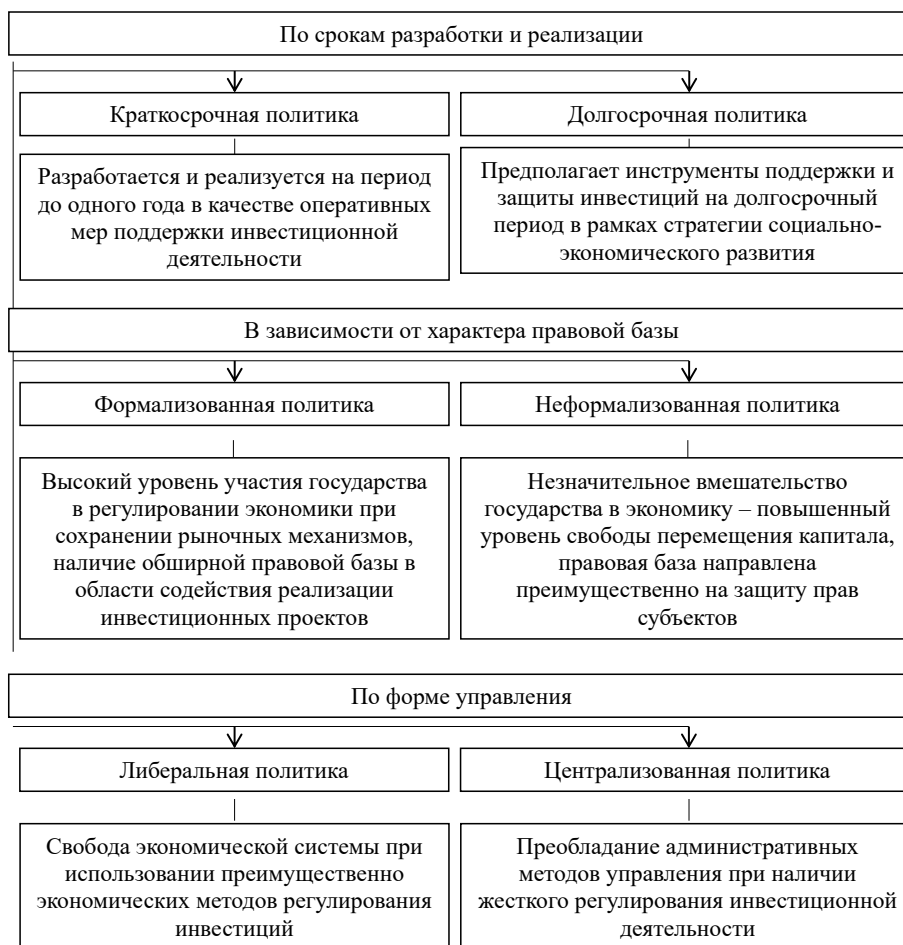 По срокам разработки и реализации
Краткосрочная политика
Долгосрочная политика
Разработается и реализуется на период
до одного года в качестве оперативных
мер поддержки инвестиционной
деятельности
Предполагает инструменты поддержки и
защиты инвестиций на долгосрочный
период в рамках стратегии социально-
экономического развития
В зависимости от характера правовой базы
Формализованная политика
Неформализованная политика
Высокий уровень участия государства
в регулировании экономики при
сохранении рыночных механизмов,
наличие обширной правовой базы в
области содействия реализации
инвестиционных проектов
Незначительное вмешательство
государства в экономику – повышенный
уровень свободы перемещения капитала,
правовая база направлена
преимущественно на защиту прав
субъектов
По форме управления
Либеральная политика
Централизованная политика
Свобода экономической системы при
использовании преимущественно
экономических методов регулирования
инвестиций
Преобладание административных
методов управления при наличии
жесткого регулирования инвестиционной
деятельности